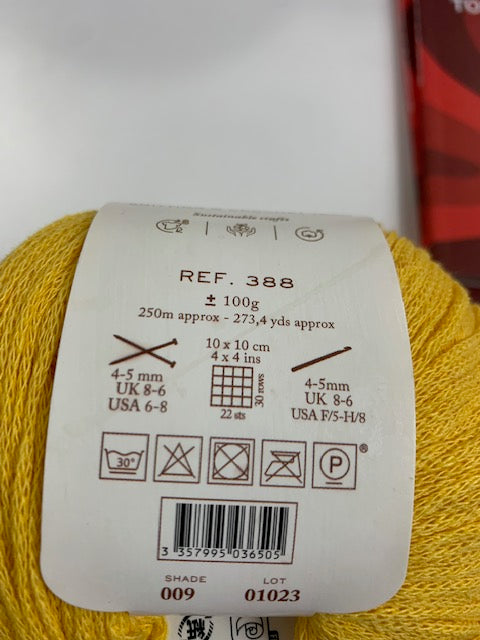 TO
Sustainable crafts
REF. 388
± 100g
250m approx - 273,4 yds approx
10 x 10 cm
4 x 4 ins
4-5 mm
UK 8-6
USA 6-8
30 rows
22 sts
4-5mm
UK 8-6
USA F/5-H/8
30°
P
®
3 357995 036505
SHADE
009
LOT
01023